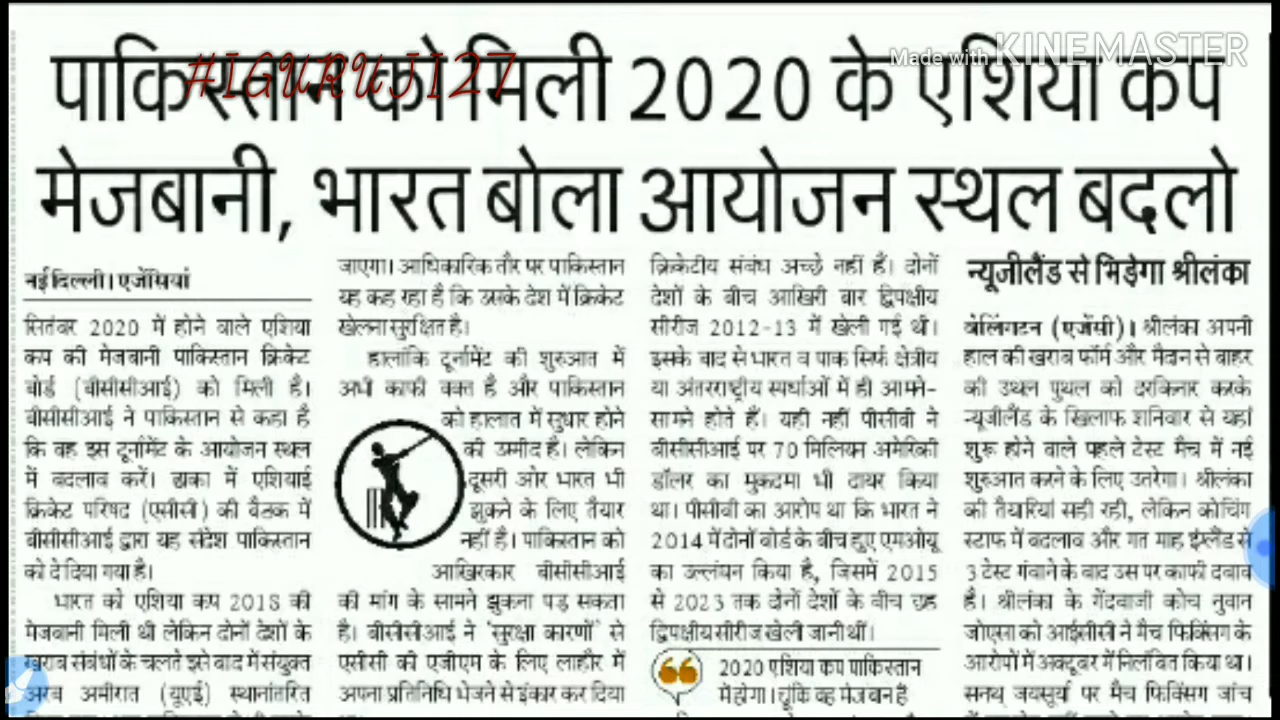 पाकिस्तान को मिली 2020 के एशिया कप
#IGURUJI27
Made with KINEMASTER
मेजबानी, भारत बोला आयोजन स्थल बदलो
नई दिल्ली। एजेंसियां
सितंबर 2020 में होने वाले एशिया
कप की मेजबानी पाकिस्तान क्रिकेट
बोर्ड (बीसीसीआई) को मिली है।
बीसीसीआई ने पाकिस्तान से कहा है
कि वह इस टूर्नामेंट के आयोजन स्थल
में बदलाव करें। ढाका में एशियाई
क्रिकेट परिषद (एसीसी) की बैठक में
बीसीसीआई द्वारा यह संदेश पाकिस्तान
को दे दिया गया है।
भारत को एशिया कप 2018 की
मेजबानी मिली थी लेकिन दोनों देशों के
खराब संबंधों के चलते इसे बाद में संयुक्त
अरब अमीरात (यूएई) स्थानांतरित
जाएगा। आधिकारिक तौर पर पाकिस्तान
यह कह रहा है कि उसके देश में क्रिकेट
खेलना सुरक्षित है।
हालांकि टूर्नामेंट की शुरुआत में
अभी काफी वक्त है और पाकिस्तान
को हालात में सुधार होने
की उम्मीद है। लेकिन
दूसरी ओर भारत भी
झुकने के लिए तैयार
नहीं है। पाकिस्तान को
आखिरकार बीसीसीआई
की मांग के सामने झुकना पड़ सकता
है। बीसीसीआई ने 'सुरक्षा कारणों' से
एसीसी की एजीएम के लिए लाहौर में
अपना प्रतिनिधि भेजने से इंकार कर दिया
क्रिकेटीय संबंध अच्छे नहीं हैं। दोनों
देशों के बीच आखिरी बार द्विपक्षीय
सीरीज 2012-13 में खेली गई थी।
इसके बाद से भारत व पाक सिर्फ क्षेत्रीय
या अंतरराष्ट्रीय स्पर्धाओं में ही आमने-
सामने होते हैं। यही नहीं पीसीबी ने
बीसीसीआई पर 70 मिलियन अमेरिकी
डॉलर का मुकदमा भी दायर किया
था। पीसीबी का आरोप था कि भारत ने
2014 में दोनों बोर्ड के बीच हुए एमओयू
का उल्लंघन किया है, जिसमें 2015
से 2023 तक दोनों देशों के बीच छह
द्विपक्षीय सीरीज खेली जानी थीं।
2020 एशिया कप पाकिस्तान
में होगा। चूंकि वह मेजबान है
न्यूजीलैंड से भिड़ेगा श्रीलंका
वेलिंगटन (एजेंसी)। श्रीलंका अपनी
हाल की खराब फॉर्म और मैदान से बाहर
की उथल पुथल को दरकिनार करके
न्यूजीलैंड के खिलाफ शनिवार से यहां
शुरू होने वाले पहले टेस्ट मैच में नई
शुरुआत करने के लिए उतरेगा। श्रीलंका
की तैयारियां सही रही, लेकिन कोचिंग
स्टाफ में बदलाव और गत माह इंग्लैंड से
3 टेस्ट गंवाने के बाद उस पर काफी दबाव
है। श्रीलंका के गेंदबाजी कोच नुवान
जोएसा को आईसीसी ने मैच फिक्सिंग के
आरोपों में अक्टूबर में निलंबित किया था।
सनथ जयसूर्या पर मैच फिक्सिंग जांच